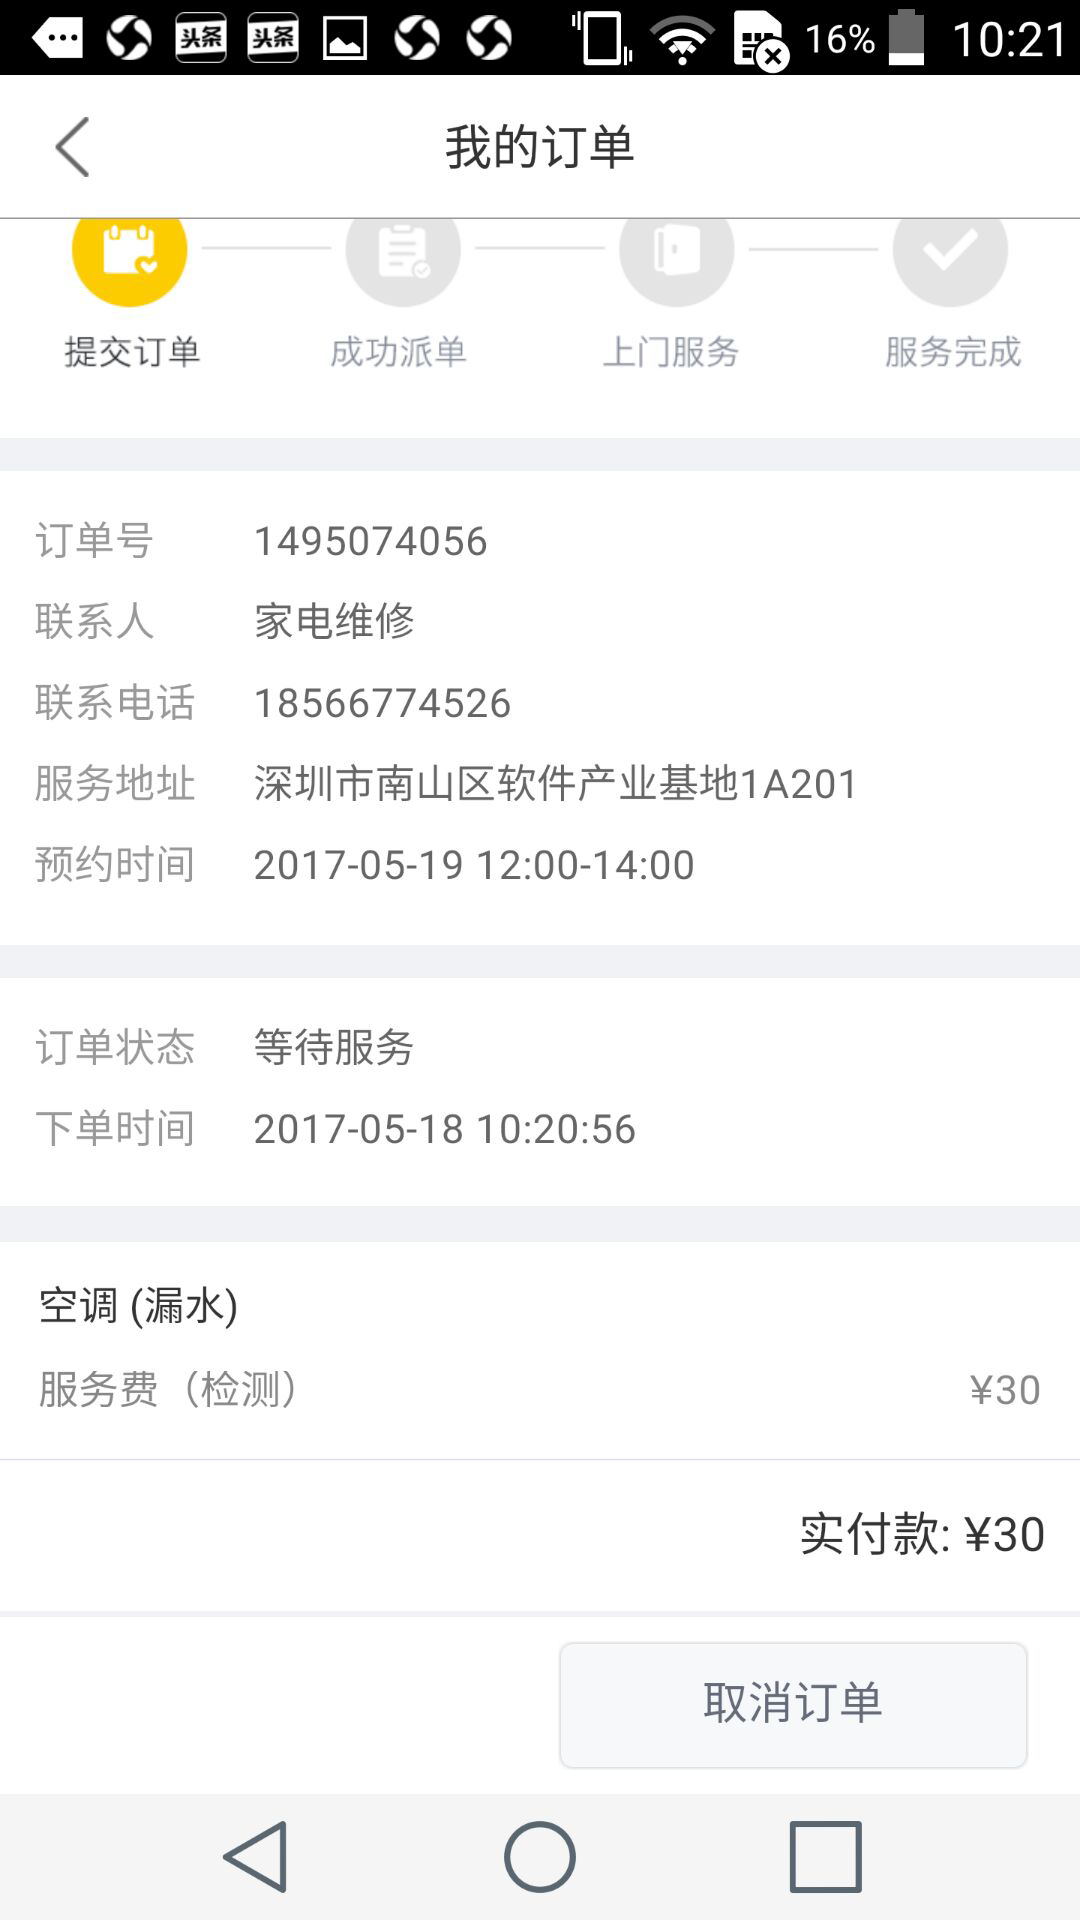 头条 头条 16% 10:21
我的订单
提交订单 成功派单 上门服务 服务完成
订单号 1495074056
联系人 家电维修
联系电话 18566774526
服务地址 深圳市南山区软件产业基地1A201
预约时间 2017-05-19 12:00-14:00
订单状态 等待服务
下单时间 2017-05-18 10:20:56
空调 (漏水)
服务费（检测） ¥30
实付款: ¥30
取消订单